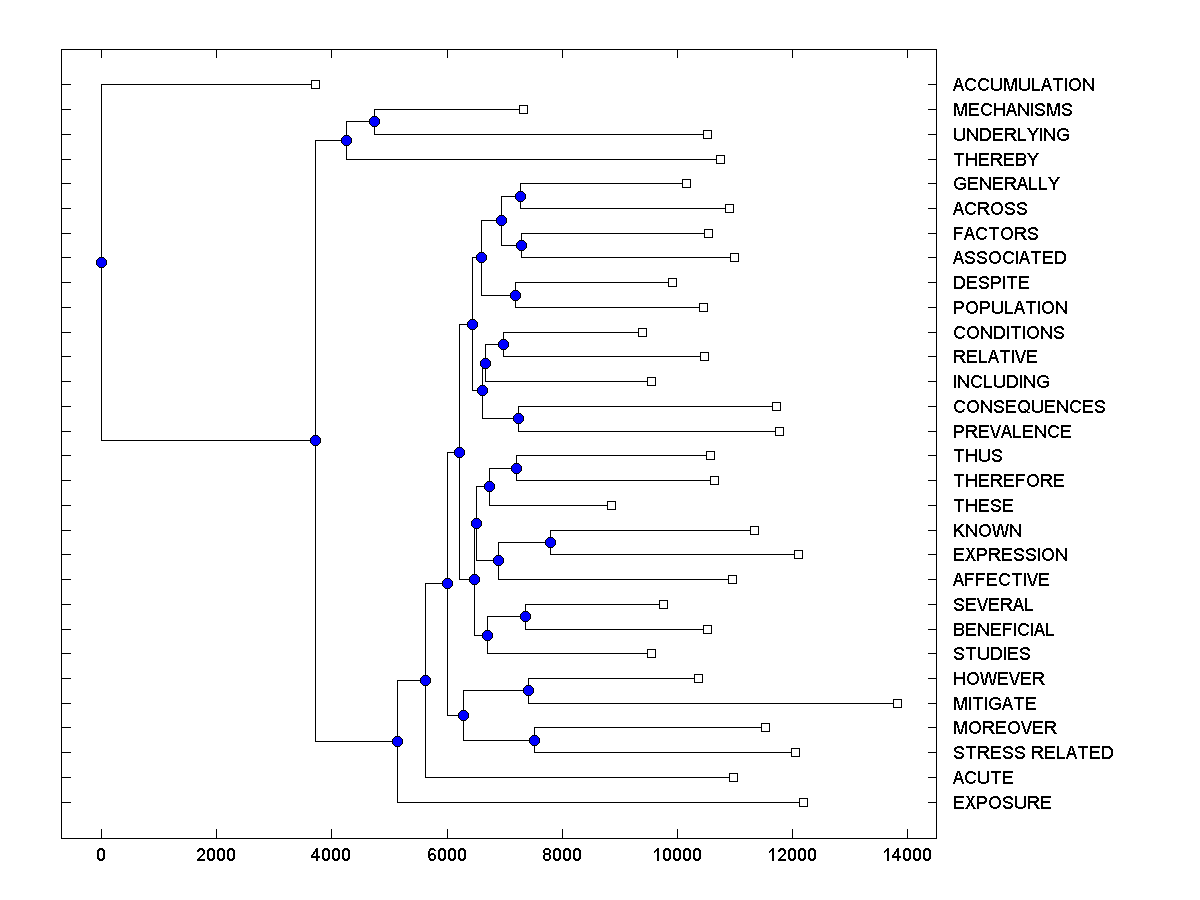 ACCUMULATION
MECHANISMS
UNDERLYING
THEREBY
GENERALLY
ACROSS
FACTORS
ASSOCIATED
DESPITE
POPULATION
CONDITIONS
RELATIVE
INCLUDING
CONSEQUENCES
PREVALENCE
THUS
THEREFORE
THESE
KNOWN
EXPRESSION
AFFECTIVE
SEVERAL
BENEFICIAL
STUDIES
HOWEVER
MITIGATE
MOREOVER
STRESS RELATED
ACUTE
EXPOSURE
0 2000 4000 6000 8000 10000 12000 14000